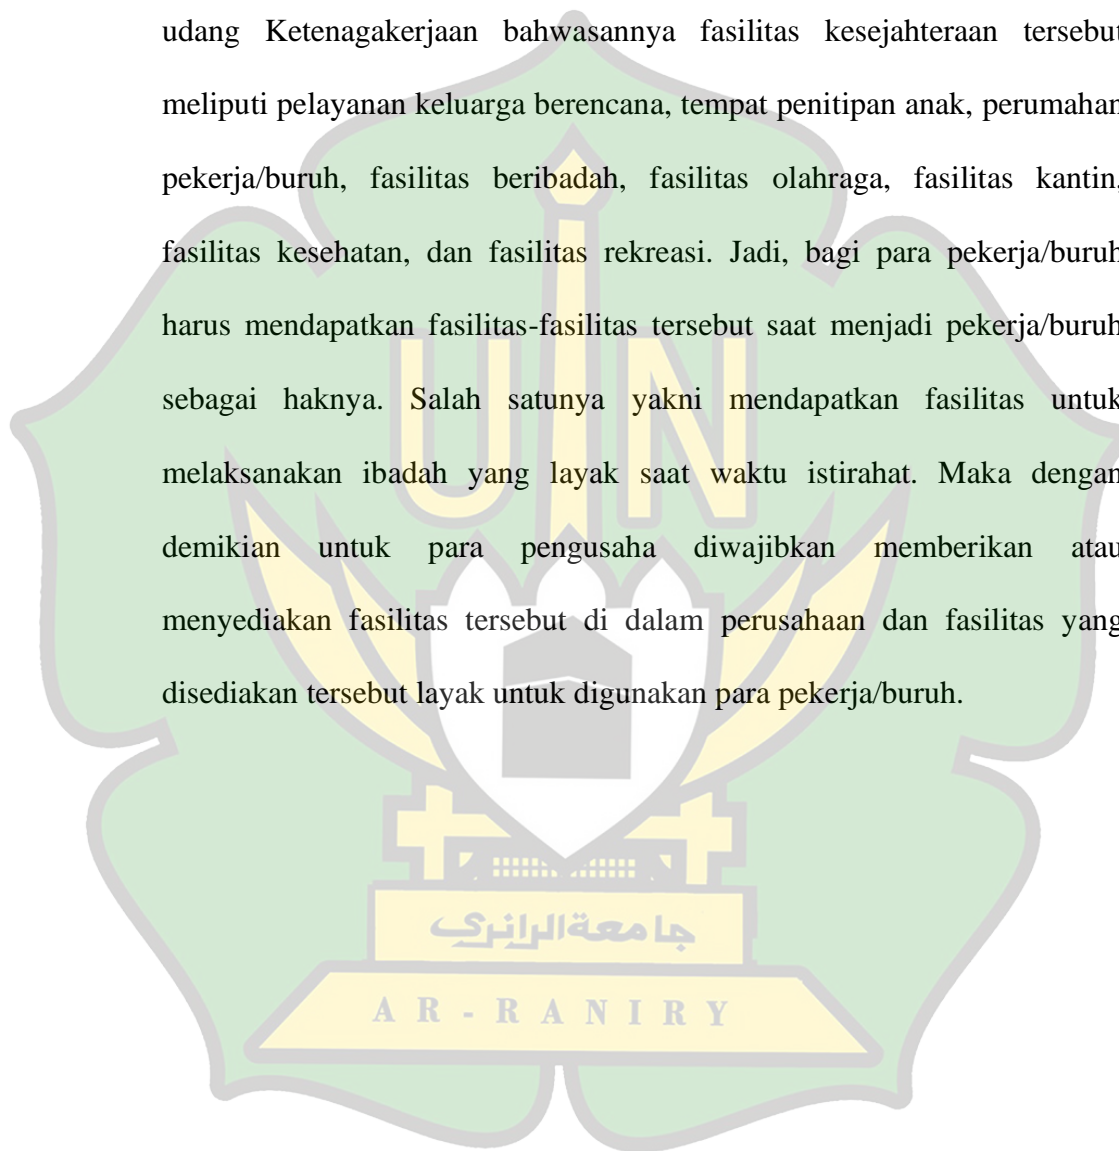 udang Ketenagakerjaan bahwasannya fasilitas kesejahteraan tersebut
meliputi pelayanan keluarga berencana, tempat penitipan anak, perumahan
pekerja/buruh, fasilitas beribadah, fasilitas olahraga, fasilitas kantin,
fasilitas kesehatan, dan fasilitas rekreasi. Jadi, bagi para pekerja/buruh
harus mendapatkan fasilitas-fasilitas tersebut saat menjadi pekerja/buruh
sebagai haknya. Salah satunya yakni mendapatkan fasilitas untuk
melaksanakan ibadah yang layak saat waktu istirahat. Maka dengan
demikian untuk para pengusaha diwajibkan memberikan atau
menyediakan fasilitas tersebut di dalam perusahaan dan fasilitas yang
disediakan tersebut layak untuk digunakan para pekerja/buruh.
UIN
جامعة الرانري
AR-RANIRY